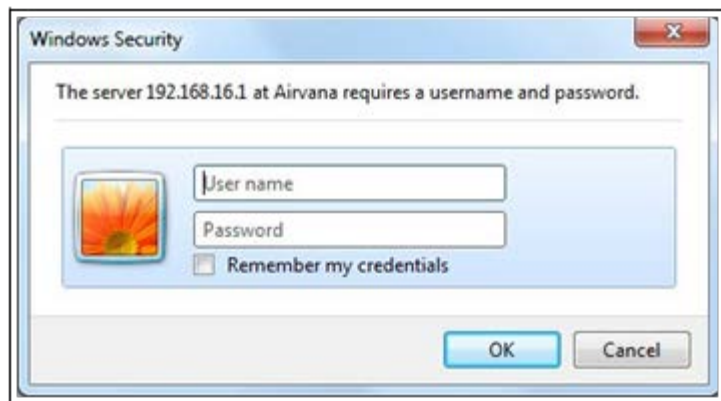 Windows Security
The server 192.168.16.1 at Airvana requires a username and password.
User name
Password
Remember my credentials
OK
Cancel